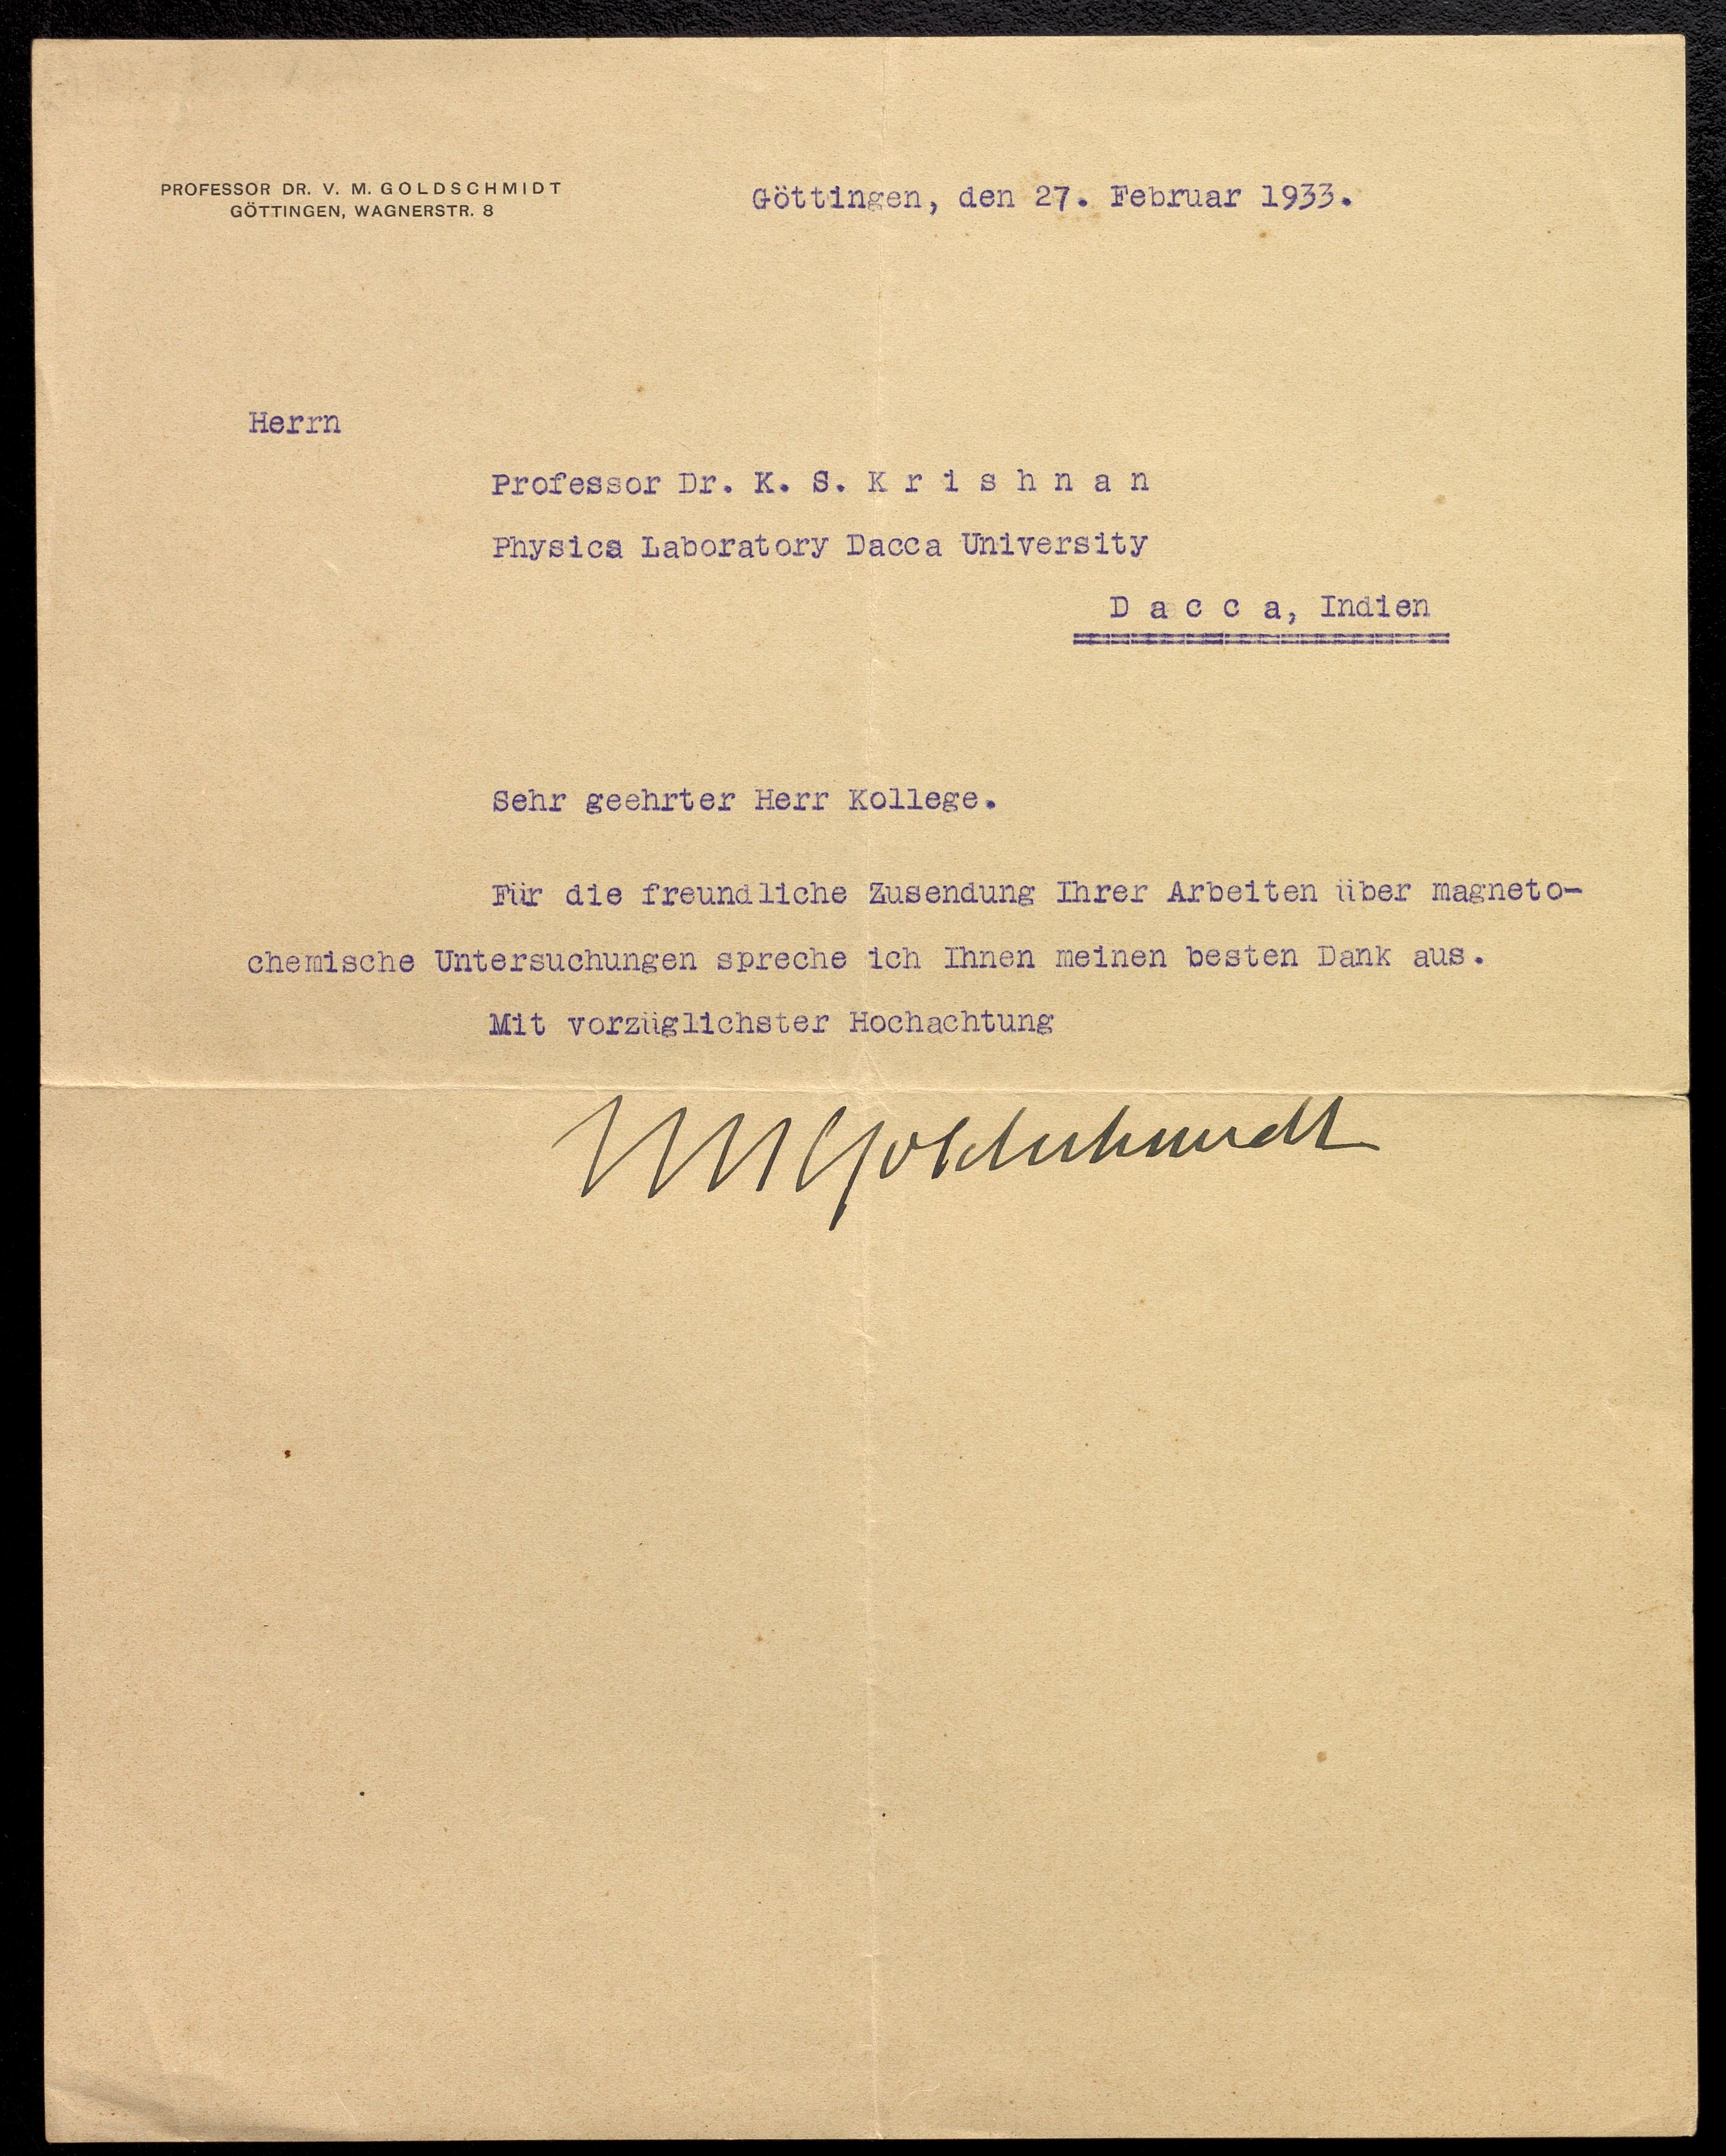 PROFESSOR DR. V. M. GOLDSCHMIDT
GÖTTINGEN, WAGNERSTR. 8
Göttingen, den 27. Februar 1933.
Herrn
Professor Dr. K. S. K r i s h n a n
Physics Laboratory Dacca University
D a c c a, Indien
Sehr geehrter Herr Kollege.
Für die freundliche Zusendung Ihrer Arbeiten über magneto-
chemische Untersuchungen spreche ich Ihnen meinen besten Dank aus.
Mit vorzüglichster Hochachtung
VM Goldschmidt